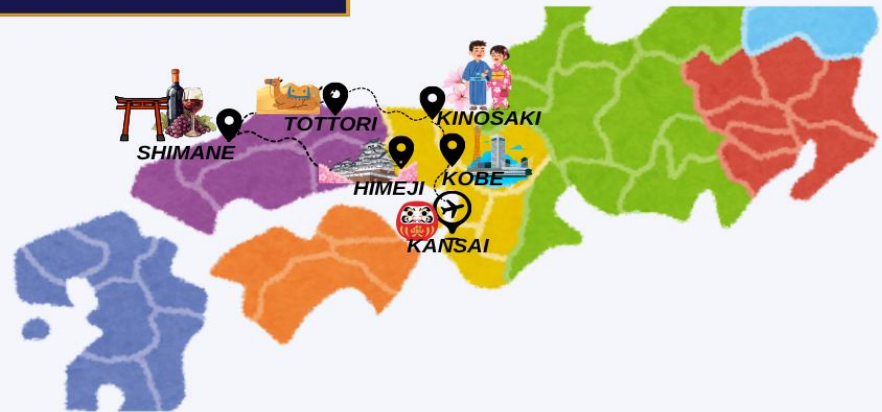 KINOSAKI
TOTTORI
SHIMANE
KOBE
HIMEJI
KANSAI